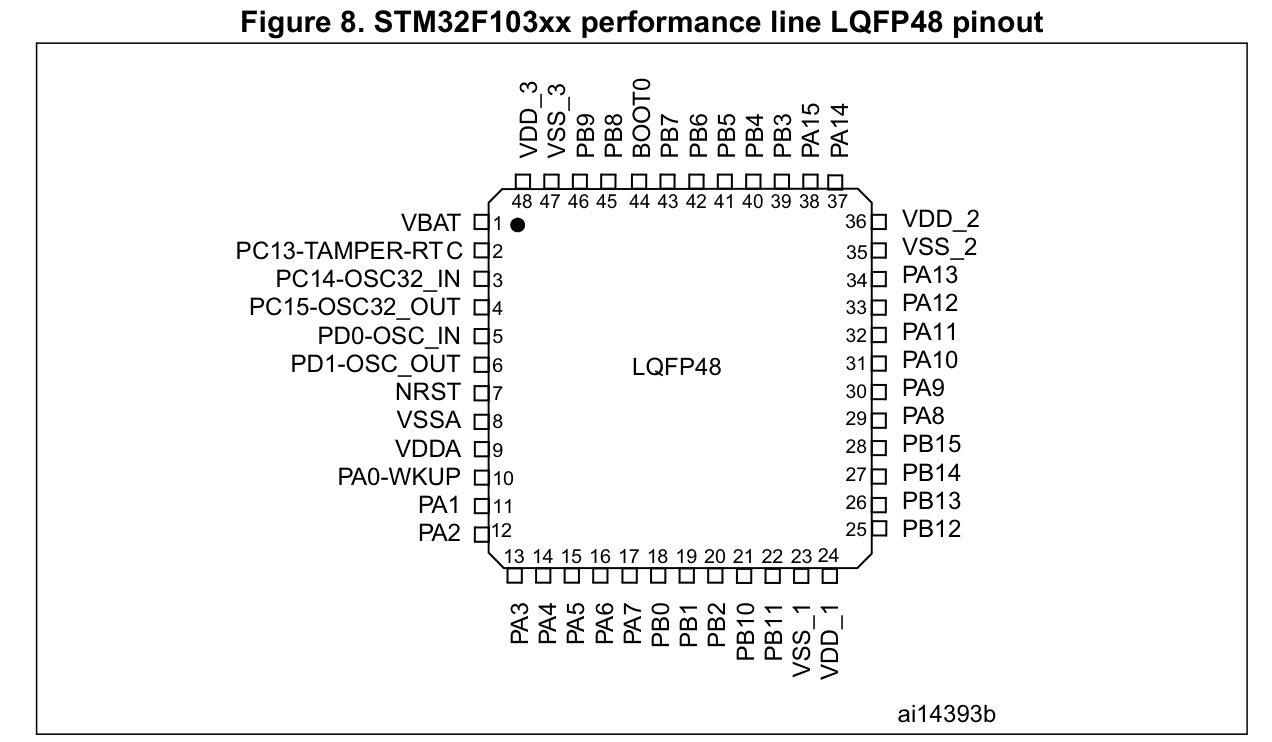 Figure 8. STM32F103xx performance line LQFP48 pinout
VDD_3 VSS_3 PB9 PB8 BOOT0 PB7 PB6 PB5 PB4 PB3 PA15 PA14
48 47 46 45 44 43 42 41 40 39 38 37
VBAT 1 36 VDD_2
PC13-TAMPER-RTC 2 35 VSS_2
PC14-OSC32_IN 3 34 PA13
PC15-OSC32_OUT 4 33 PA12
PD0-OSC_IN 5 32 PA11
PD1-OSC_OUT 6 LQFP48 31 PA10
NRST 7 30 PA9
VSSA 8 29 PA8
VDDA 9 28 PB15
PA0-WKUP 10 27 PB14
PA1 11 26 PB13
PA2 12 25 PB12
13 14 15 16 17 18 19 20 21 22 23 24
PA3 PA4 PA5 PA6 PA7 PB0 PB1 PB2 PB10 PB11 VSS_1 VDD_1
ai14393b